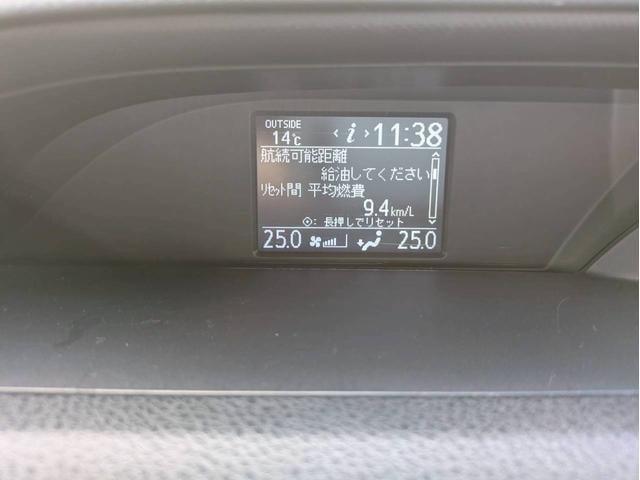 OUTSIDE
14℃ ‹ i › 11:38
航続可能距離
給油してください
リセット間 平均燃費
9.4km/L
⊙: 長押しでリセット
25.0 25.0